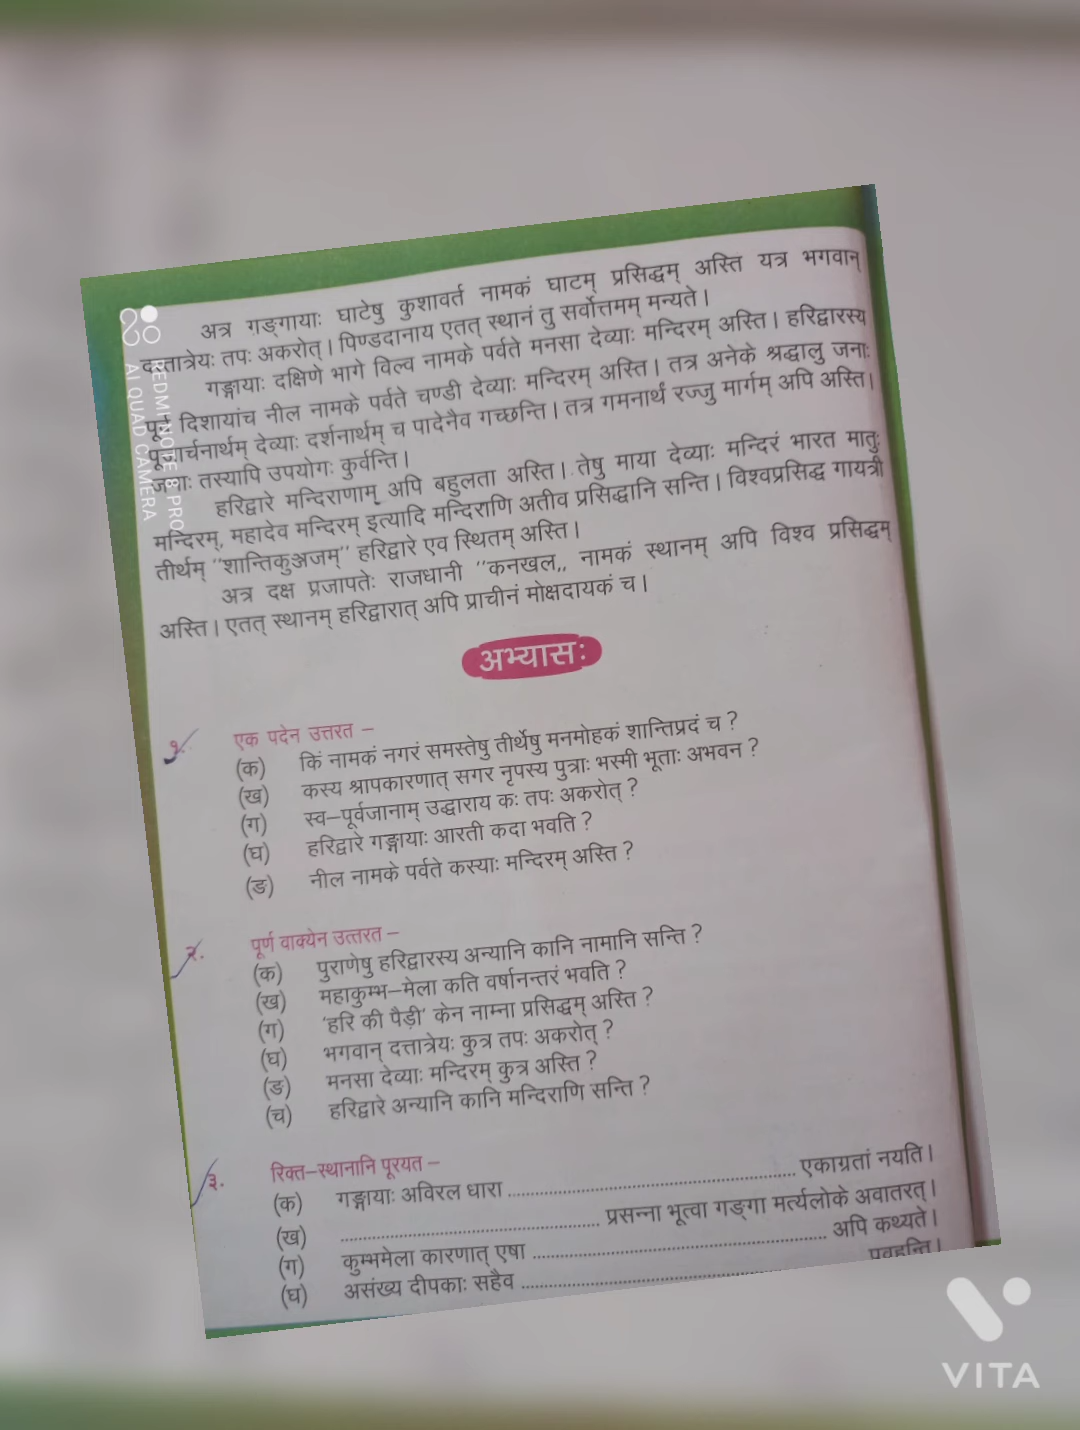 अत्र गङ्गायाः घाटेषु कुशावर्त नामकं घाटम् प्रसिद्धम् अस्ति यत्र भगवान्
दत्तात्रेयः तपः अकरोत् । पिण्डदानाय एतत् स्थानं तु सर्वोत्तमम् मन्यते ।
गङ्गायाः दक्षिणे भागे विल्व नामके पर्वते मनसा देव्याः मन्दिरम् अस्ति । हरिद्वारस्य
पूर्व दिशायांच नील नामके पर्वते चण्डी देव्याः मन्दिरम् अस्ति । तत्र अनेके श्रद्धालु जनाः
पूजार्चनार्थम् देव्याः दर्शनार्थम् च पादेनैव गच्छन्ति । तत्र गमनार्थं रज्जु मार्गम् अपि अस्ति ।
जनाः तस्यापि उपयोगः कुर्वन्ति ।
हरिद्वारे मन्दिराणाम् अपि बहुलता अस्ति । तेषु माया देव्याः मन्दिरं भारत मातुः
मन्दिरम्, महादेव मन्दिरम् इत्यादि मन्दिराणि अतीव प्रसिद्धानि सन्ति । विश्वप्रसिद्ध गायत्री
तीर्थम् ''शान्तिकुञ्जम्'' हरिद्वारे एव स्थितम् अस्ति ।
अत्र दक्ष प्रजापतेः राजधानी ''कनखल,, नामकं स्थानम् अपि विश्व प्रसिद्धम्
अस्ति । एतत् स्थानम् हरिद्वारात् अपि प्राचीनं मोक्षदायकं च ।
अभ्यासः
१. एक पदेन उत्तरत –
(क) किं नामकं नगरं समस्तेषु तीर्थेषु मनमोहकं शान्तिप्रदं च ?
(ख) कस्य श्रापकारणात् सगर नृपस्य पुत्राः भस्मी भूताः अभवन ?
(ग) स्व–पूर्वजानाम् उद्धाराय कः तपः अकरोत् ?
(घ) हरिद्वारे गङ्गायाः आरती कदा भवति ?
(ङ) नील नामके पर्वते कस्याः मन्दिरम् अस्ति ?
२. पूर्ण वाक्येन उत्तरत –
(क) पुराणेषु हरिद्वारस्य अन्यानि कानि नामानि सन्ति ?
(ख) महाकुम्भ–मेला कति वर्षानन्तरं भवति ?
(ग) 'हरि की पैड़ी' केन नाम्ना प्रसिद्धम् अस्ति ?
(घ) भगवान् दत्तात्रेयः कुत्र तपः अकरोत् ?
(ङ) मनसा देव्याः मन्दिरम् कुत्र अस्ति ?
(च) हरिद्वारे अन्यानि कानि मन्दिराणि सन्ति ?
३. रिक्त–स्थानानि पूरयत –
(क) गङ्गायाः अविरल धारा ........................ एकाग्रतां नयति ।
(ख) ........................ प्रसन्ना भूत्वा गङ्गा मर्त्यलोके अवातरत् ।
(ग) कुम्भमेला कारणात् एषा ........................ अपि कथ्यते ।
(घ) असंख्य दीपकाः सहैव ........................ प्रवहन्ति ।
REDMI NOTE 8 PRO
AI QUAD CAMERA
VITA